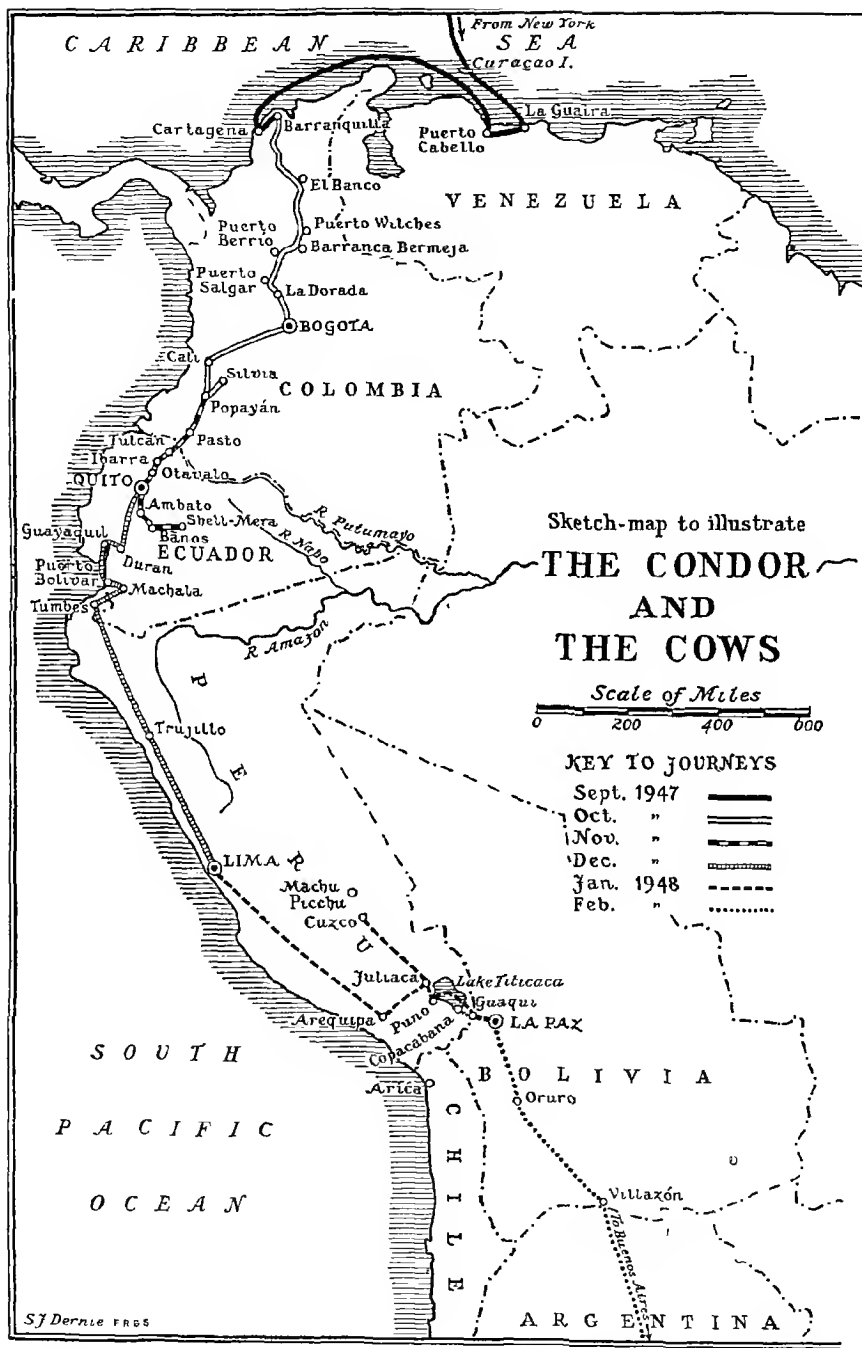 From New York
CARIBBEAN SEA
Curaçao I.
Cartagena
Barranquilla
Puerto
Cabello
La Guaira
El Banco
VENEZUELA
Puerto
Berrio
Puerto Wilches
Barranca Bermeja
Puerto
Salgar
La Dorada
BOGOTA
Cali
Silvia
COLOMBIA
Popayán
Tulcán
Pasto
Ibarra
Otavalo
QUITO
Ambato
Shell-Mera
Baños
R. Putumayo
R. Napo
Guayaquil
ECUADOR
Duran
Puerto
Bolivar
Machala
Tumbes
R. Amazon
Sketch-map to illustrate
THE CONDOR
AND
THE COWS
Scale of Miles
0 200 400 600
KEY TO JOURNEYS
Sept. 1947
Oct. "
Nov. "
Dec. "
Jan. 1948
Feb. "
PERU
Trujillo
LIMA
Machu
Picchu
Cuzco
Juliaca
Lake Titicaca
Puno
Guaqui
Arequipa
Copacabana
LA PAZ
SOUTH
PACIFIC
OCEAN
Arica
BOLIVIA
Oruro
CHILE
Villazón
(To Buenos Aires
ARGENTINA
SJ Dernie FRGS